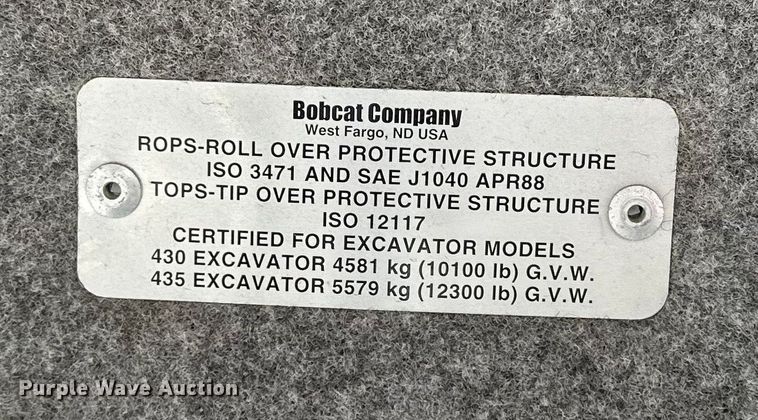 Bobcat Company
West Fargo, ND USA
ROPS-ROLL OVER PROTECTIVE STRUCTURE
ISO 3471 AND SAE J1040 APR88
TOPS-TIP OVER PROTECTIVE STRUCTURE
ISO 12117
CERTIFIED FOR EXCAVATOR MODELS
430 EXCAVATOR 4581 kg (10100 lb) G.V.W.
435 EXCAVATOR 5579 kg (12300 lb) G.V.W.
Purple Wave Auction